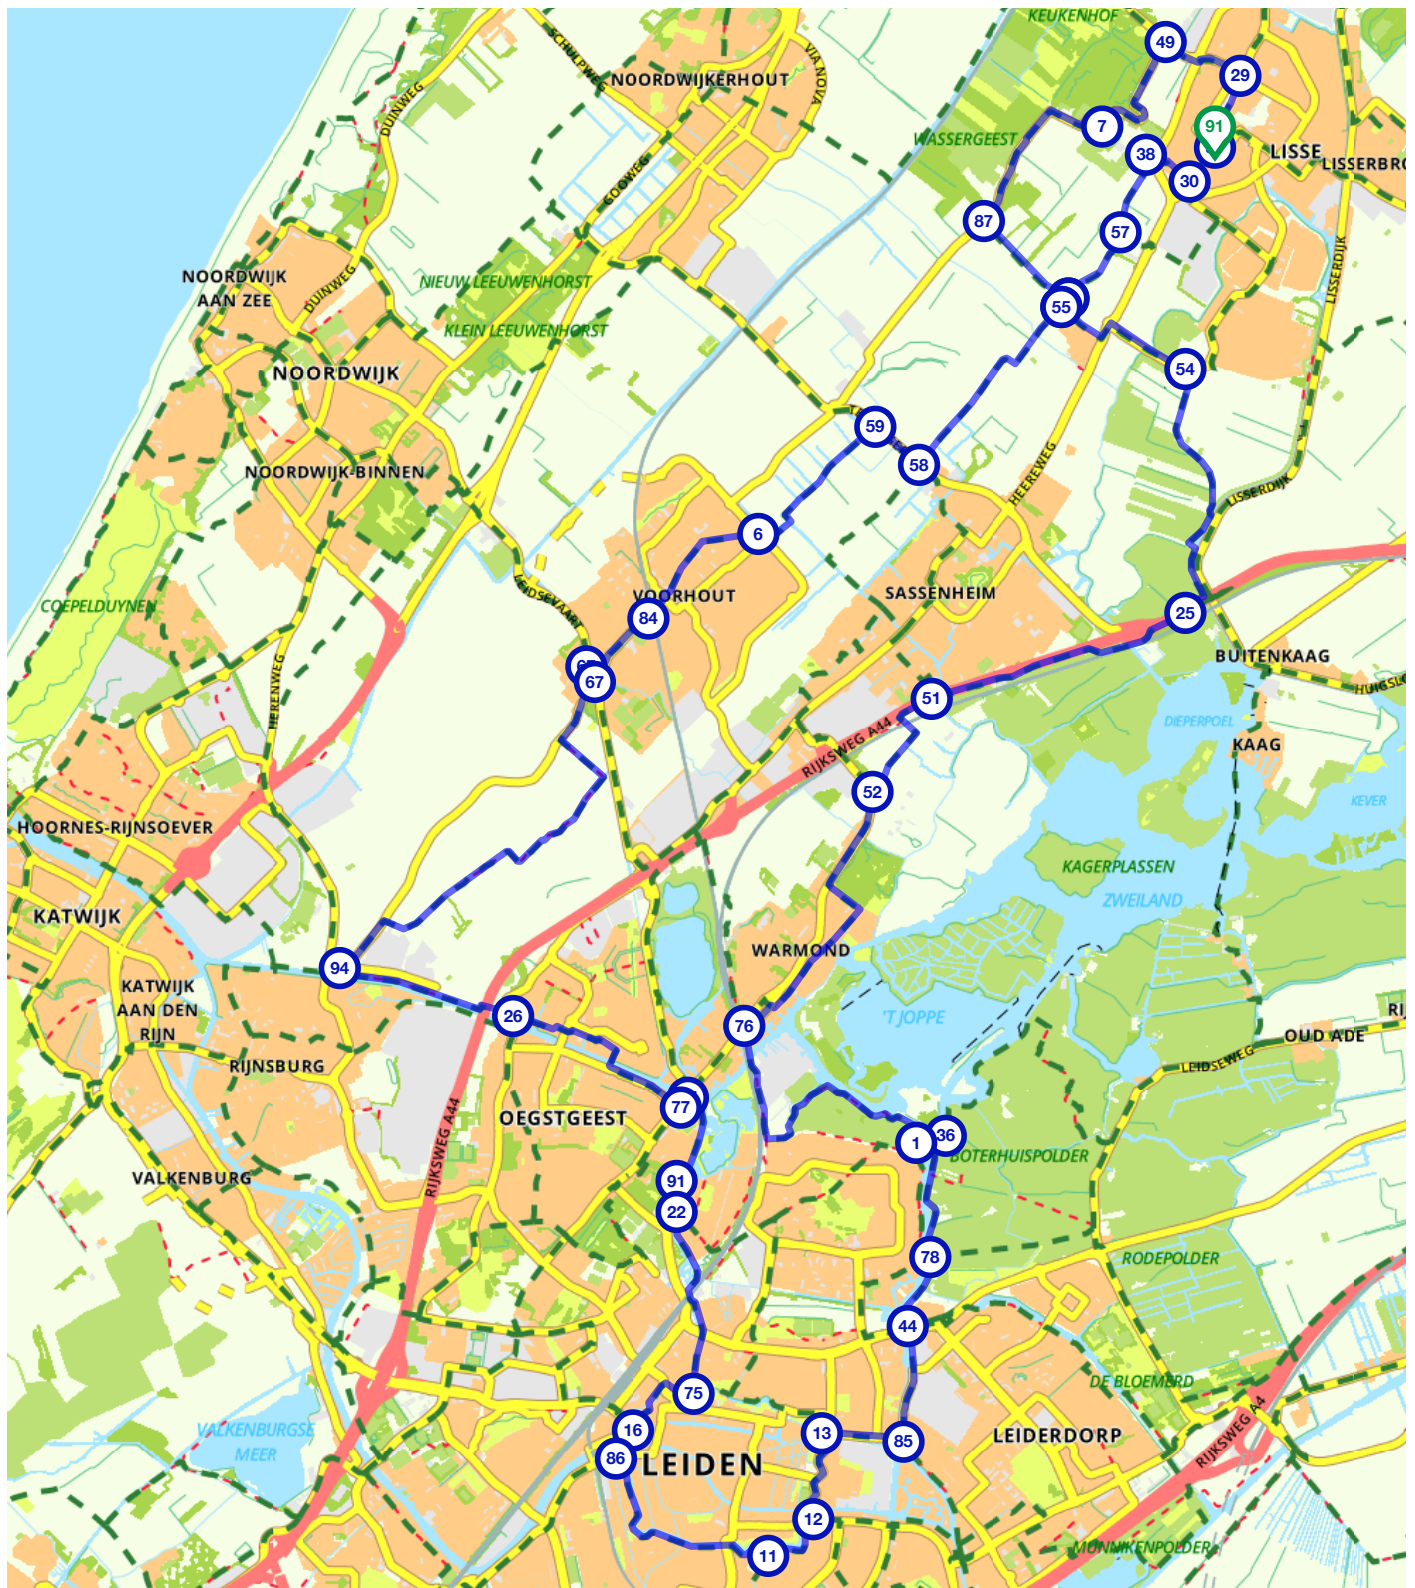 KEUKENHOF
49
29
SCHULPWEG
NOORDWIJKERHOUT
VIA NOVA
DUINWEG
7
91
WASSERGEEST
38
LISSE
LISSERBRO
30
GOOWEG
87
57
NOORDWIJK
AAN ZEE
DUINWEG
NIEUW LEEUWENHORST
LISSERDIJK
55
KLEIN LEEUWENHORST
NOORDWIJK
54
59
58
NOORDWIJK-BINNEN
HEEREWEG
LISSERDIJK
6
LEIDSEVAART
VOORHOUT
SASSENHEIM
COEPELDUYNEN
84
25
BUITENKAAG
67
HUIGSLO
HERENWEG
51
DIEPERPOEL
RIJKSWEG A44
KAAG
52
KEVER
HOORNES-RIJNSOEVER
KAGERPLASSEN
ZWEILAND
KATWIJK
WARMOND
94
KATWIJK
AAN DEN
RIJN
26
'T JOPPE
76
RIJ
OUD ADE
RIJNSBURG
LEIDSEWEG
77
OEGSTGEEST
RIJKSWEG A44
1
36
BOTERHUISPOLDER
VALKENBURG
91
22
78
RODEPOLDER
44
75
DE BLOEMERD
VALKENBURGSE
MEER
16
13
85
LEIDERDORP
RIJKSWEG A4
86
LEIDEN
12
11
MUNNIKENPOLDER